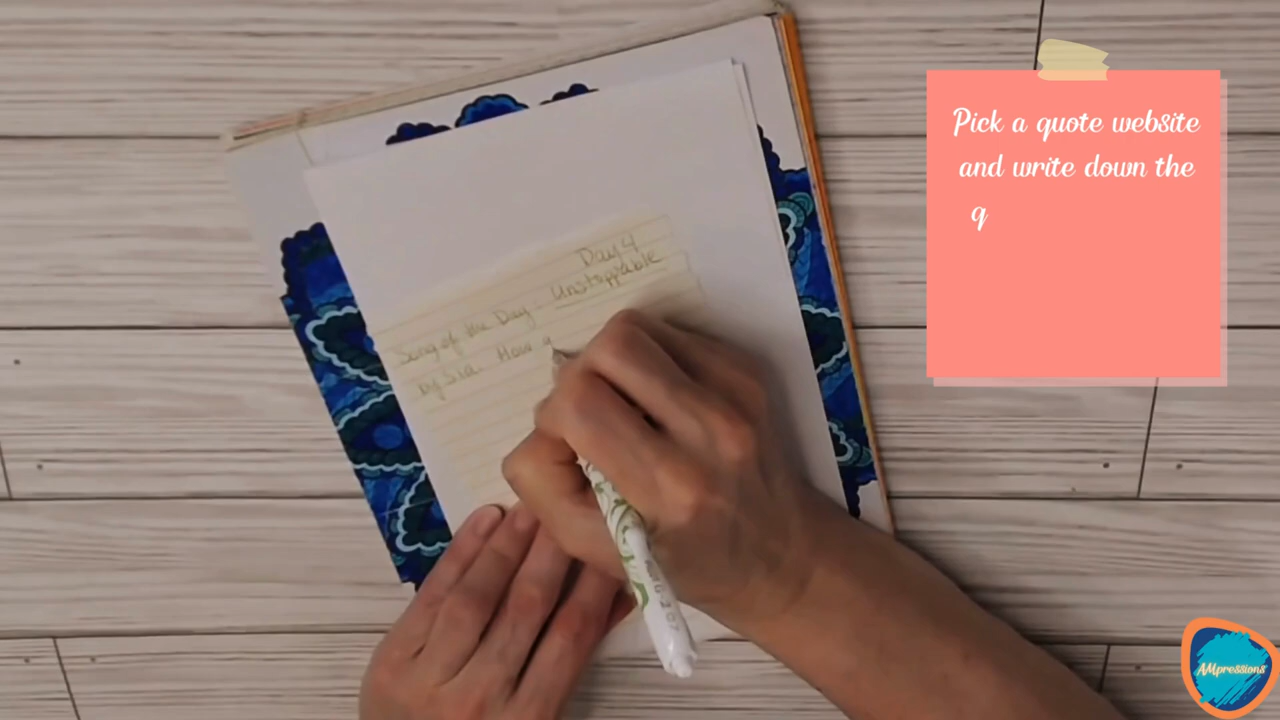 Pick a quote website
and write down the
q
Day 4
Song of the Day - Unstoppable
by Sia. How a
AMpressions